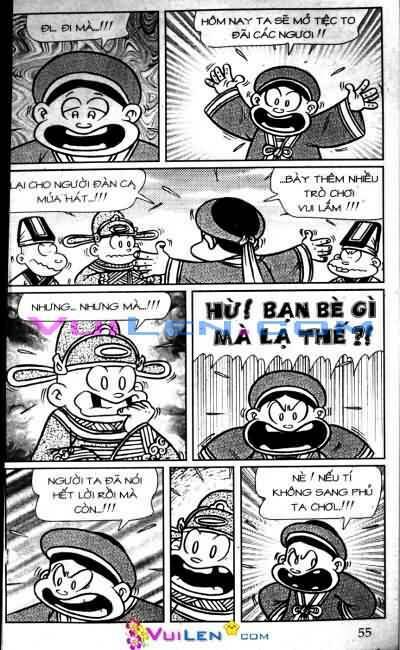 ĐI.. ĐI MÀ...!!!
HÔM NAY TA SẼ MỞ TIỆC TO
ĐÃI CÁC NGƯƠI !!
LẠI CHO NGƯỜI ĐÀN CA
MÚA HÁT...!!!
...BÀY THÊM NHIỀU
TRÒ CHƠI
VUI LẮM !!!
NHƯNG... NHƯNG MÀ...!!!
HỪ! BẠN BÈ GÌ
MÀ LẠ THẾ?!
VUILEN.COM
NGƯỜI TA ĐÃ NÓI
HẾT LỜI RỒI MÀ
CÒN...!!!
NÈ ! NẾU TÍ
KHÔNG SANG PHỦ
TA CHƠI...!!!
55
VUILEN.COM